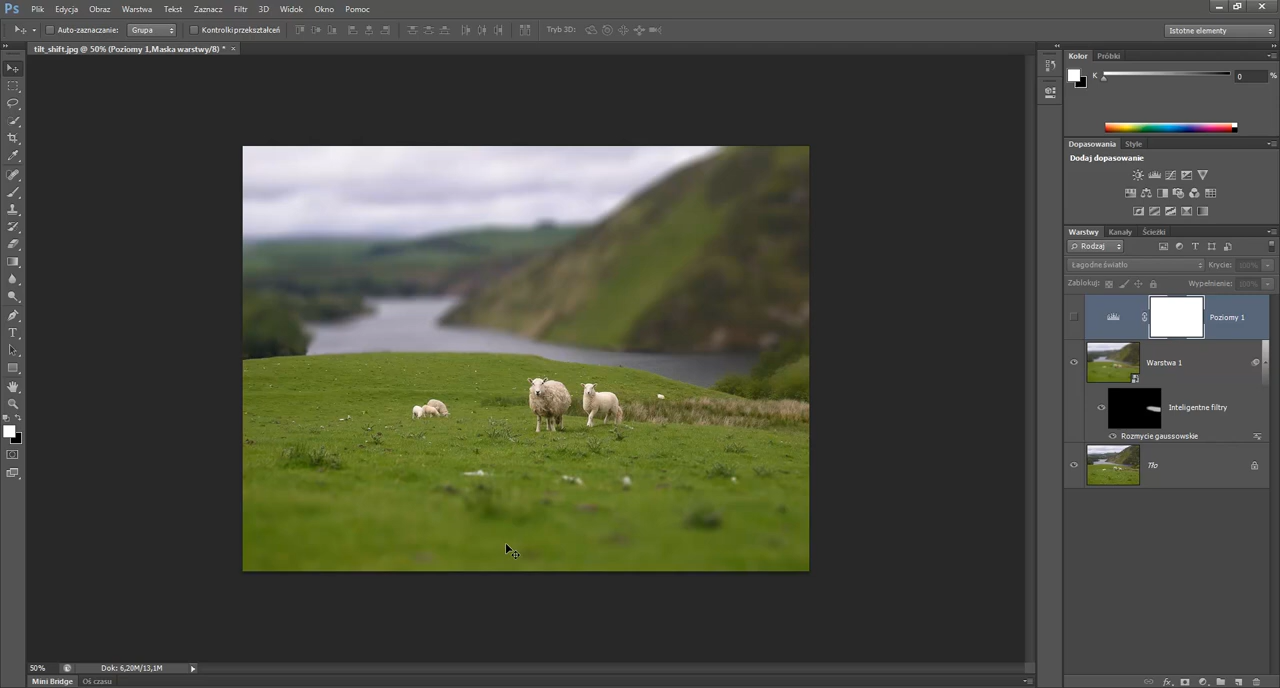 Ps Plik Edycja Obraz Warstwa Tekst Zaznacz Filtr 3D Widok Okno Pomoc
Auto-zaznaczanie: Grupa Kontrolki przekształceń Tryb 3D: Istotne elementy
tilt_shift.jpg @ 50% (Poziomy 1,Maska warstwy/8) * ×
Kolor Próbki
K 0 %
Dopasowania Style
Dodaj dopasowanie
Warstwy Kanały Ścieżki
Rodzaj
Łagodne światło Krycie: 100%
Zablokuj: Wypełnienie: 100%
Poziomy 1
Warstwa 1
Inteligentne filtry
Rozmycie gaussowskie
Tło
50% Dok: 6,20M/13,1M
Mini Bridge Oś czasu
fx